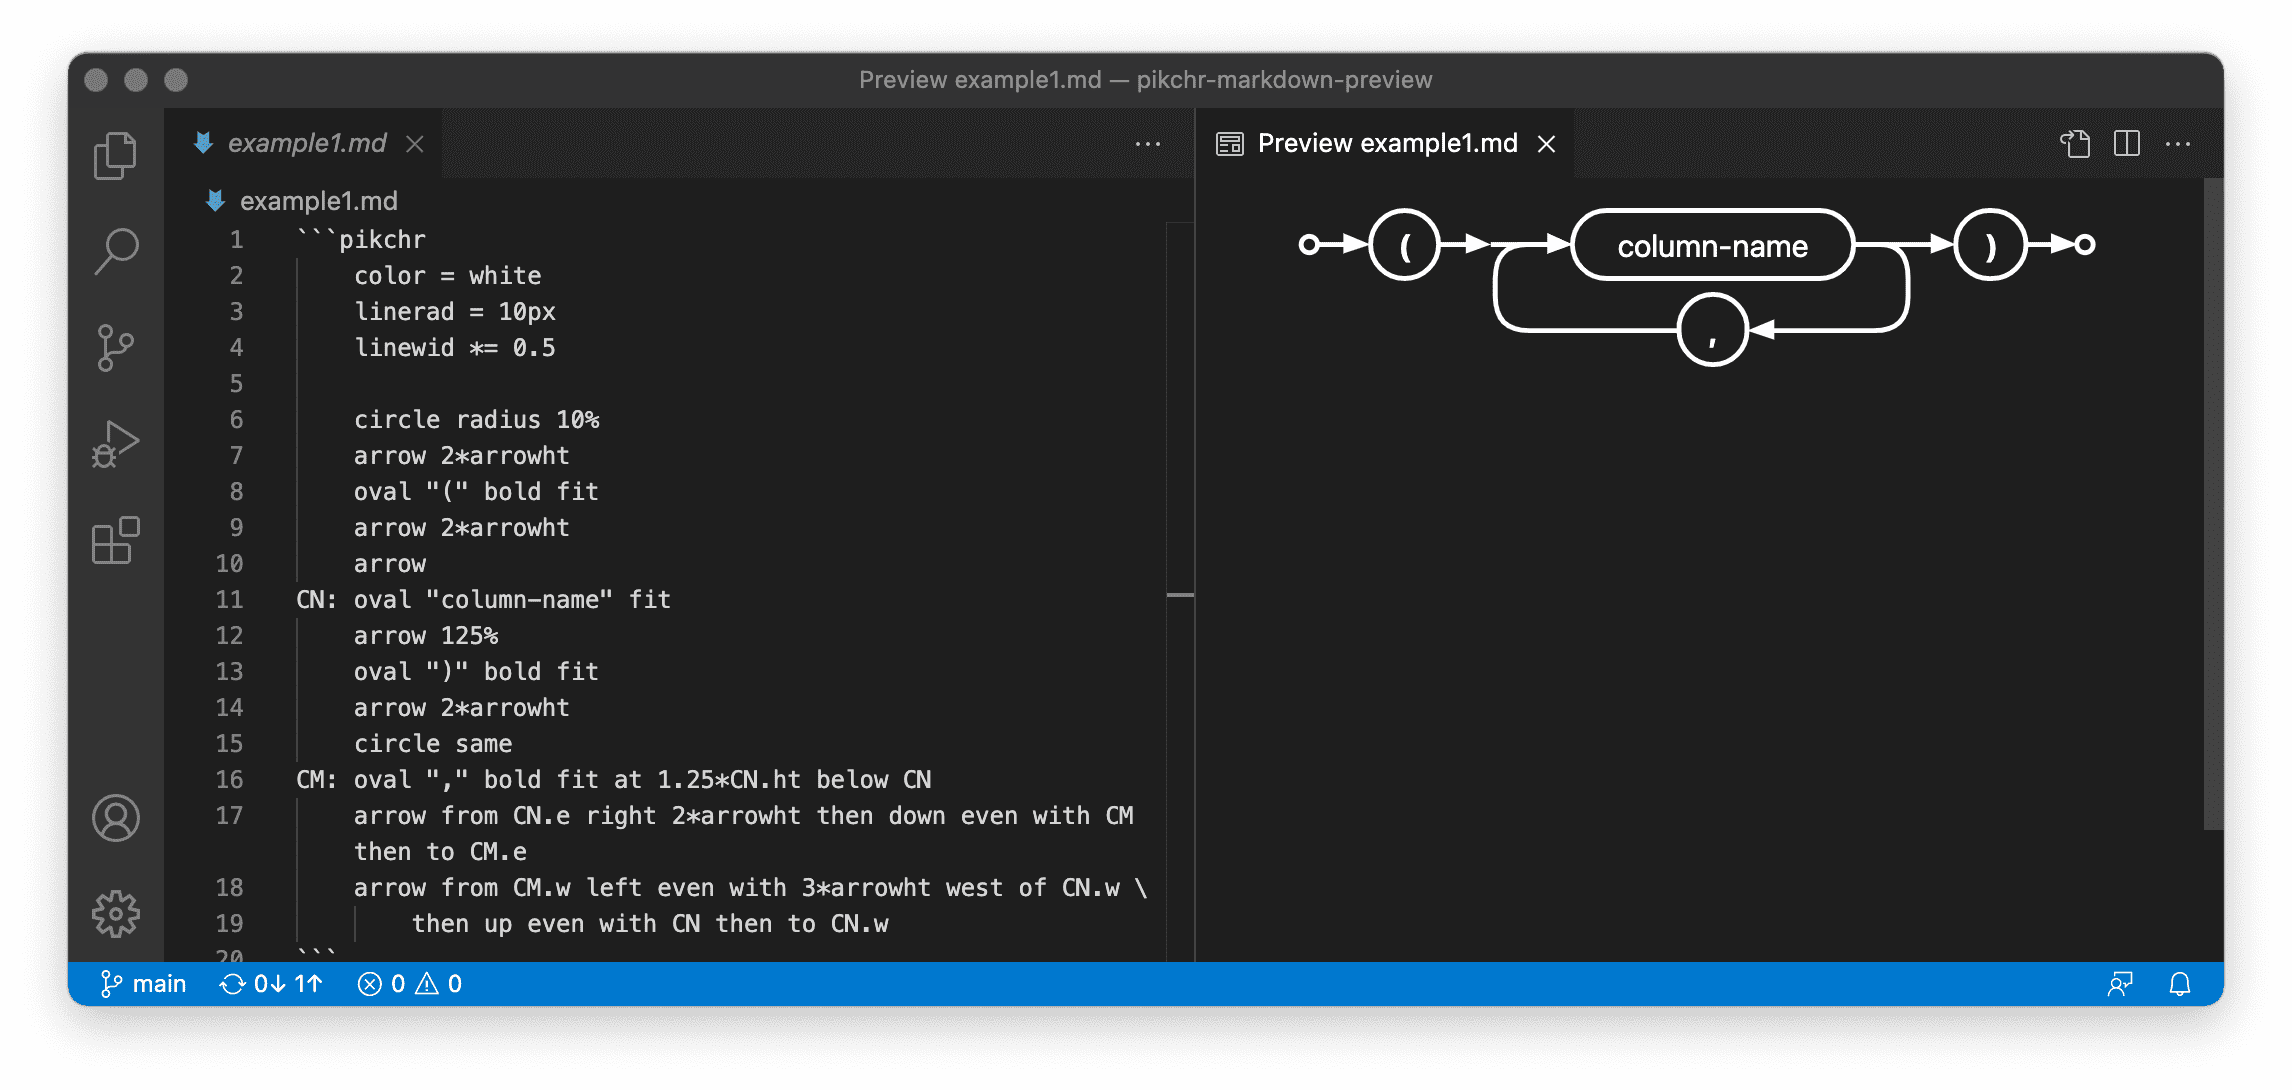 Preview example1.md — pikchr-markdown-preview
example1.md
Preview example1.md
example1.md
1 ```pikchr
2 color = white
3 linerad = 10px
4 linewid *= 0.5
5
6 circle radius 10%
7 arrow 2*arrowht
8 oval "(" bold fit
9 arrow 2*arrowht
10 arrow
11 CN: oval "column-name" fit
12 arrow 125%
13 oval ")" bold fit
14 arrow 2*arrowht
15 circle same
16 CM: oval "," bold fit at 1.25*CN.ht below CN
17 arrow from CN.e right 2*arrowht then down even with CM
then to CM.e
18 arrow from CM.w left even with 3*arrowht west of CN.w \
19 then up even with CN then to CN.w
20 ```
( column-name )
,
main 0↓ 1↑ 0 0